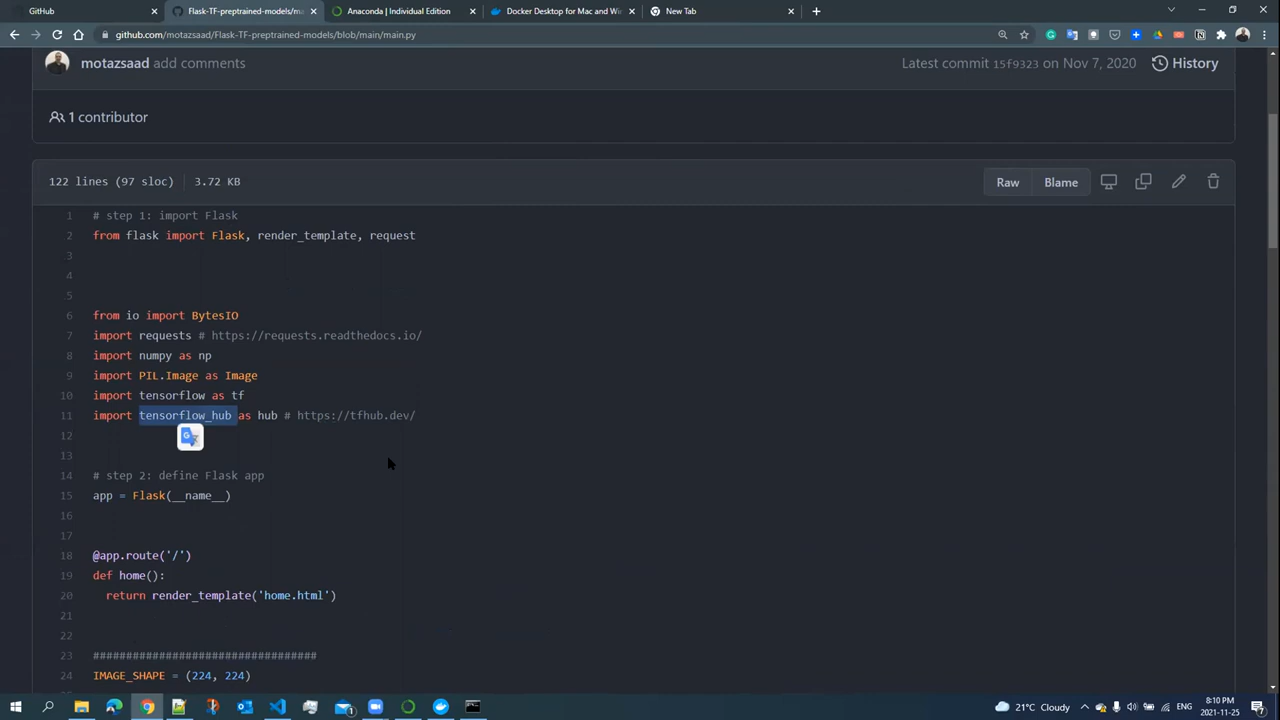 GitHub
Flask-TF-preptrained-models/m
Anaconda | Individual Edition
Docker Desktop for Mac and Wi
New Tab
github.com/motazsaad/Flask-TF-preptrained-models/blob/main/main.py
motazsaad add comments
Latest commit 15f9323 on Nov 7, 2020
History
1 contributor
122 lines (97 sloc)
3.72 KB
Raw
Blame
1 # step 1: import Flask
2 from flask import Flask, render_template, request
3
4
5
6 from io import BytesIO
7 import requests # https://requests.readthedocs.io/
8 import numpy as np
9 import PIL.Image as Image
10 import tensorflow as tf
11 import tensorflow_hub as hub # https://tfhub.dev/
12
13
14 # step 2: define Flask app
15 app = Flask(__name__)
16
17
18 @app.route('/')
19 def home():
20 return render_template('home.html')
21
22
23 ##################################
24 IMAGE_SHAPE = (224, 224)
21°C Cloudy
8:10 PM
2021-11-25